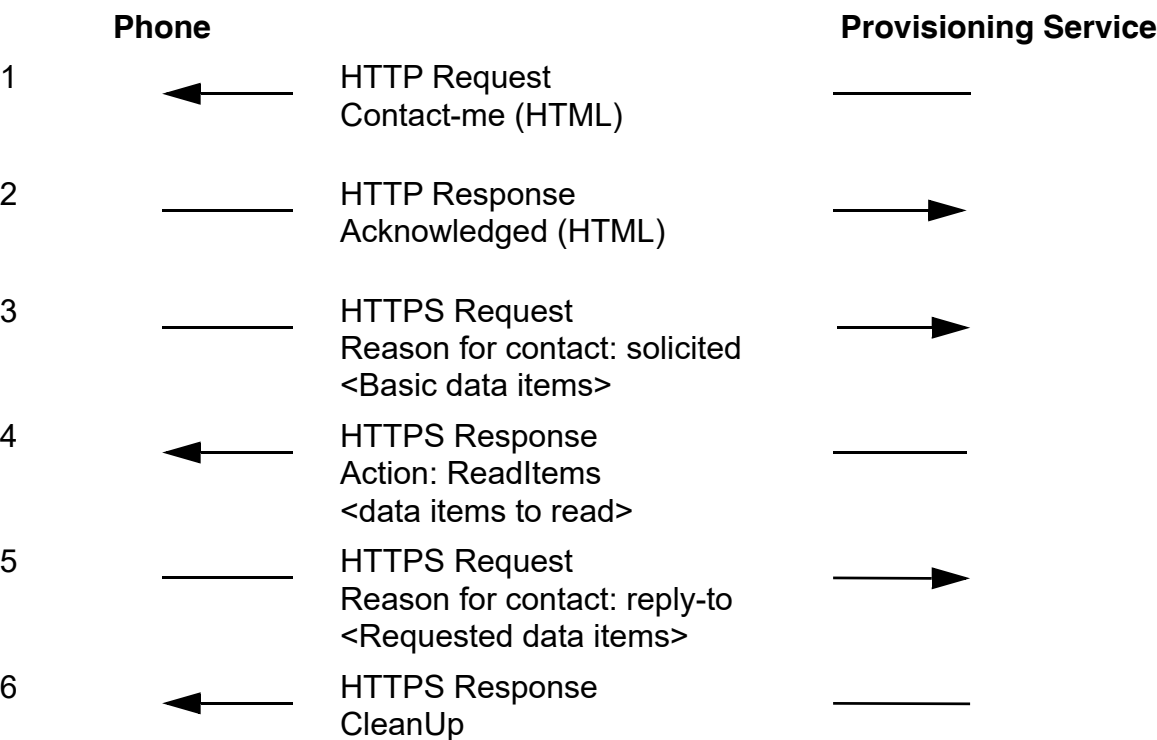 Phone Provisioning Service
1 HTTP Request
Contact-me (HTML)
2 HTTP Response
Acknowledged (HTML)
3 HTTPS Request
Reason for contact: solicited
<Basic data items>
4 HTTPS Response
Action: ReadItems
<data items to read>
5 HTTPS Request
Reason for contact: reply-to
<Requested data items>
6 HTTPS Response
CleanUp